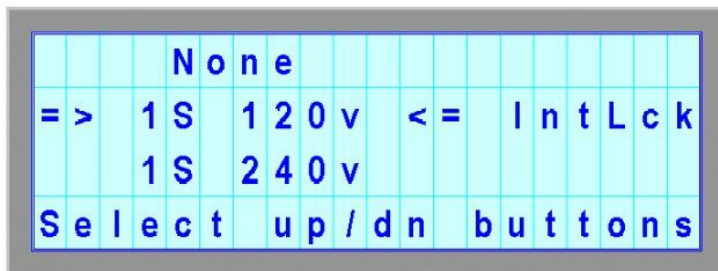 None
=> 1S 120v <= IntLck
1S 240v
Select up/dn buttons